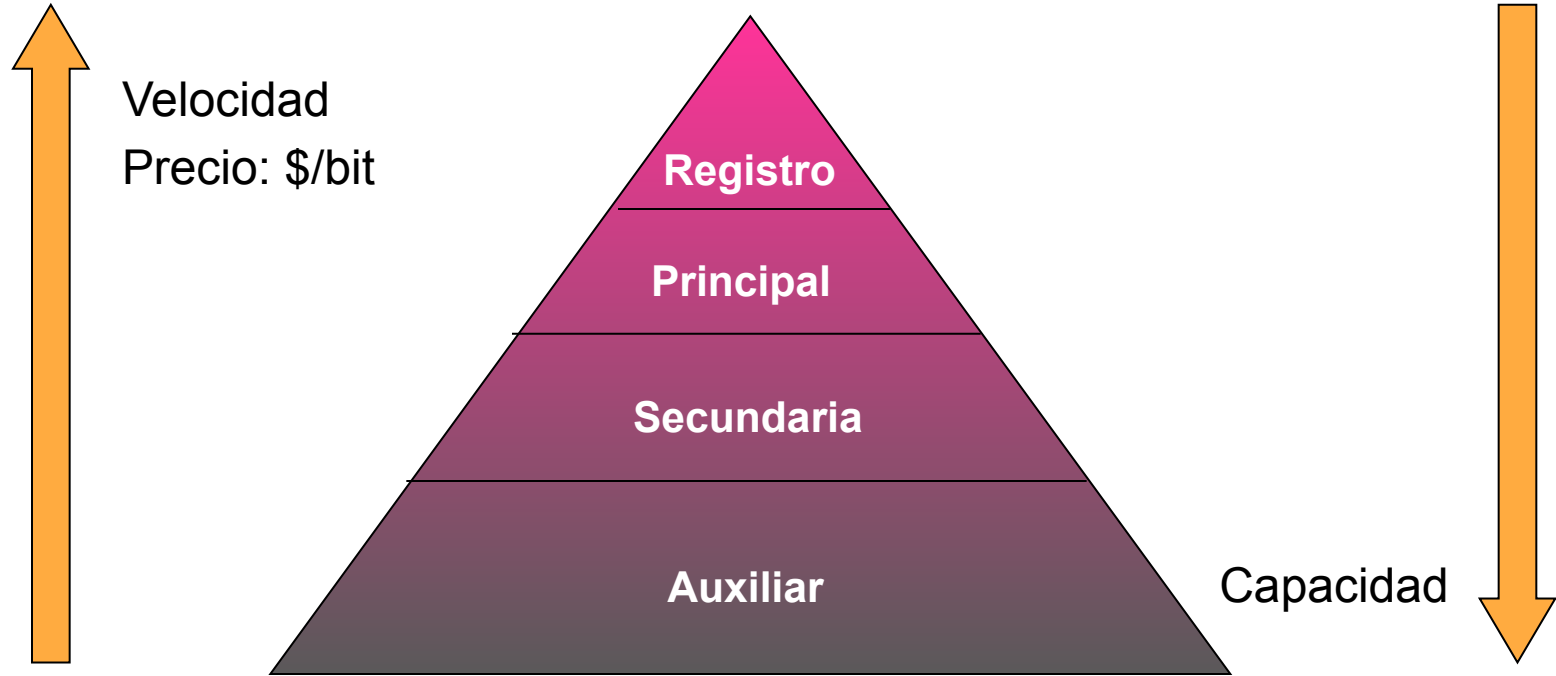 Velocidad
Precio: $/bit
Registro
Principal
Secundaria
Auxiliar
Capacidad